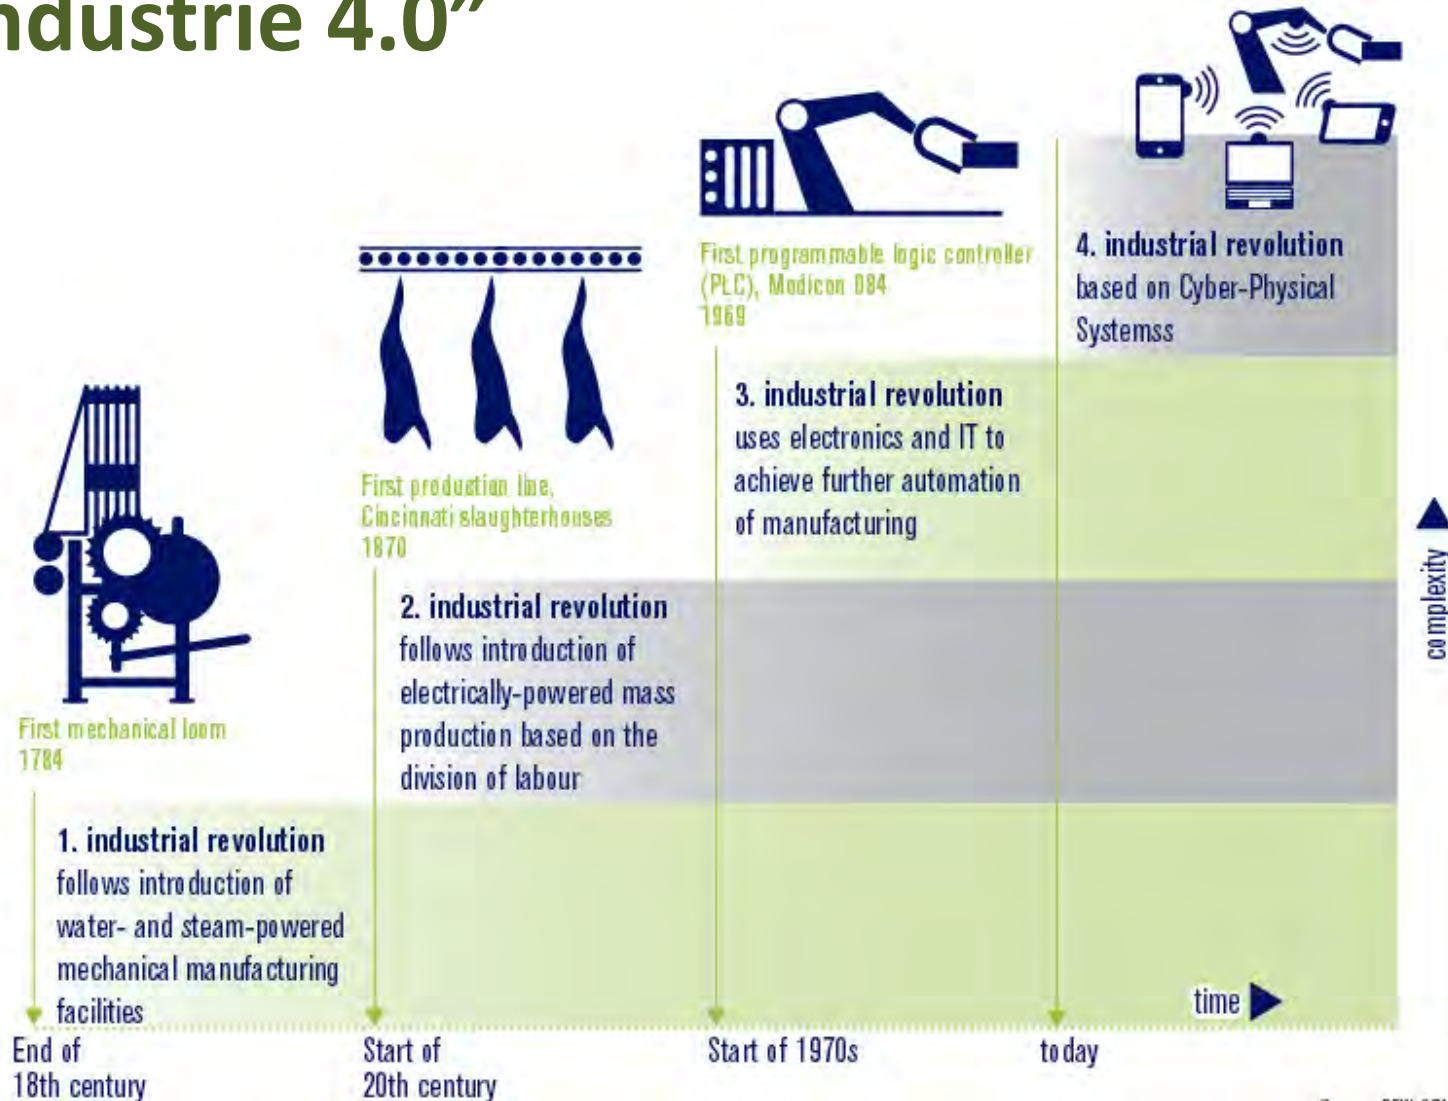 ndustrie 4.0”
First programmable logic controller
(PLC), Modicon 084
1969
4. industrial revolution
based on Cyber-Physical
Systemss
3. industrial revolution
uses electronics and IT to
achieve further automation
of manufacturing
First production line,
Cincinnati slaughterhouses
1870
2. industrial revolution
follows introduction of
electrically-powered mass
production based on the
division of labour
First mechanical loom
1784
1. industrial revolution
follows introduction of
water- and steam-powered
mechanical manufacturing
facilities
complexity
time
End of
18th century
Start of
20th century
Start of 1970s
today